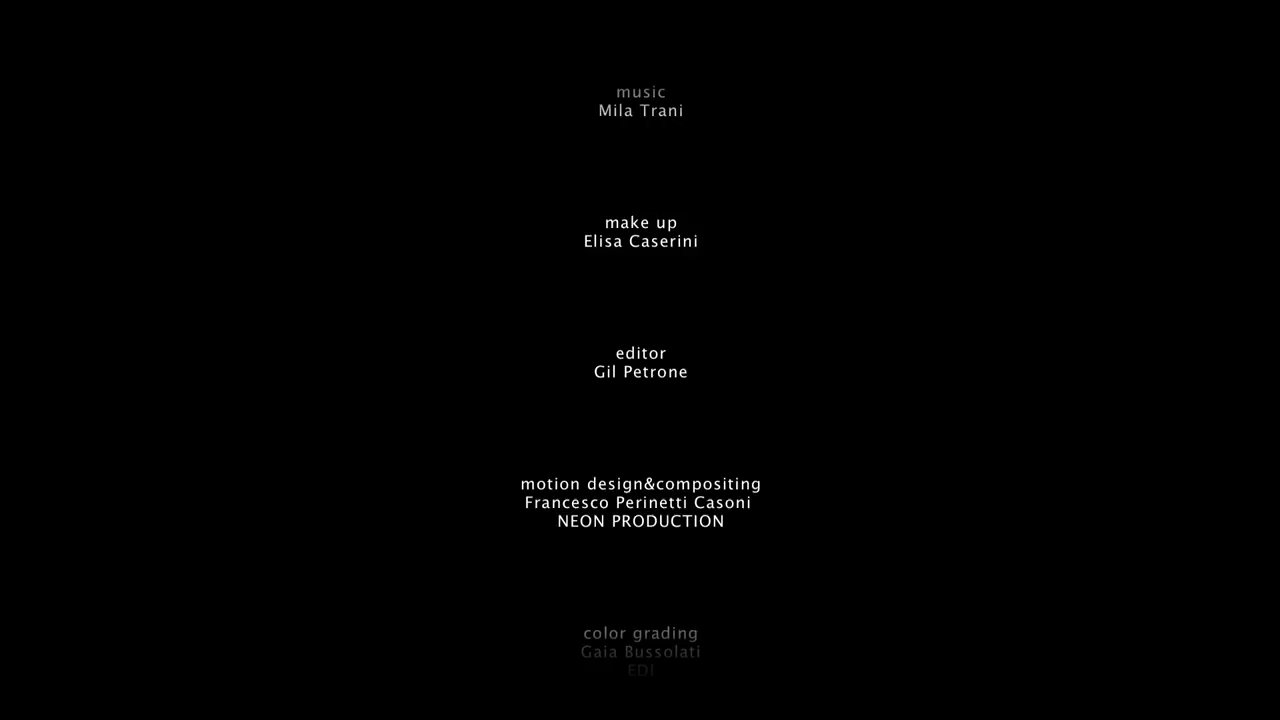 music
Mila Trani
make up
Elisa Caserini
editor
Gil Petrone
motion design&compositing
Francesco Perinetti Casoni
NEON PRODUCTION
color grading
Gaia Bussolati
EDI